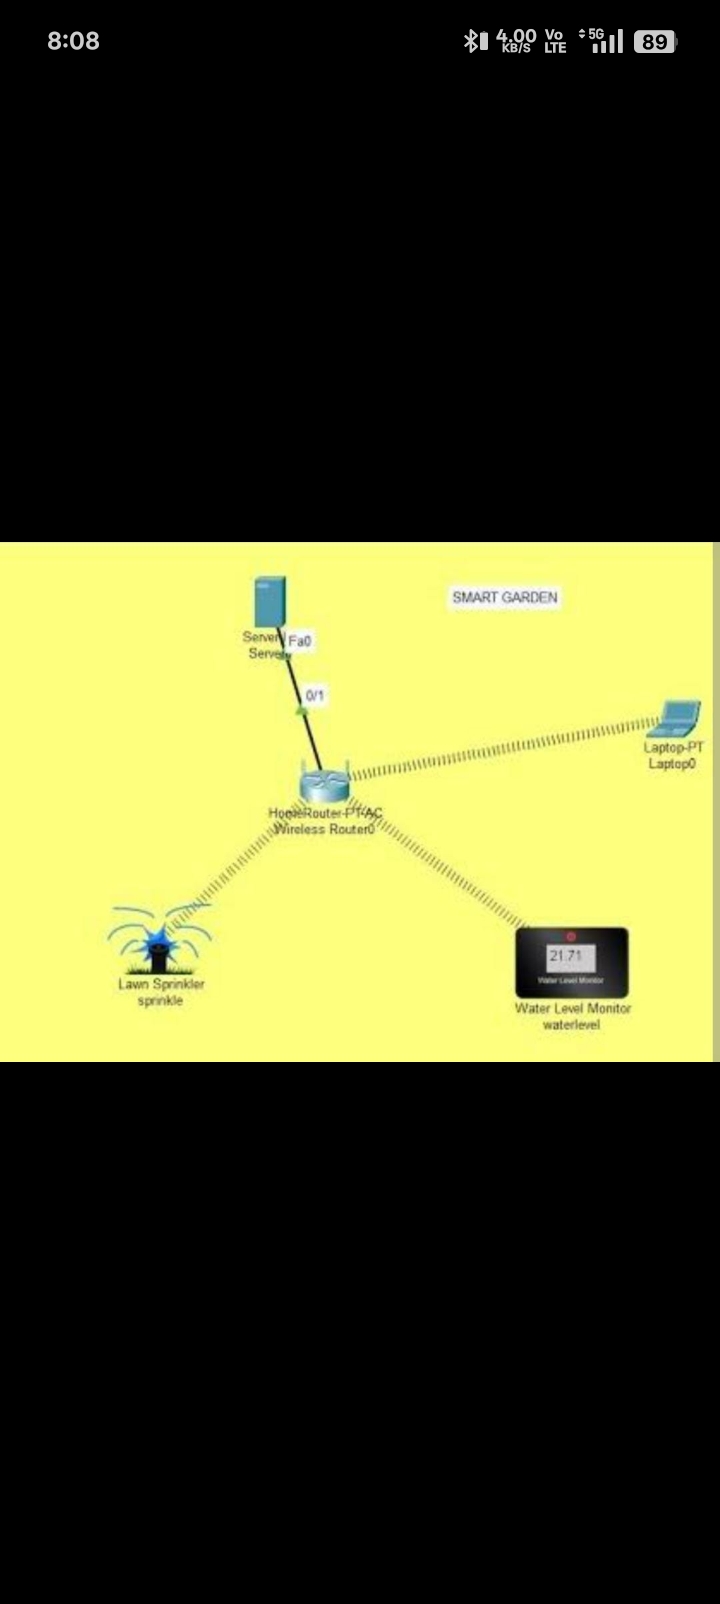 8:08
4.00
KB/S
Vo
LTE
5G
89
SMART GARDEN
Server
Server
Fa0
0/1
Laptop-PT
Laptop0
HomeRouter-PT-AC
Wireless Router0
21.71
Water Level Monitor
Lawn Sprinkler
sprinkle
Water Level Monitor
waterlevel